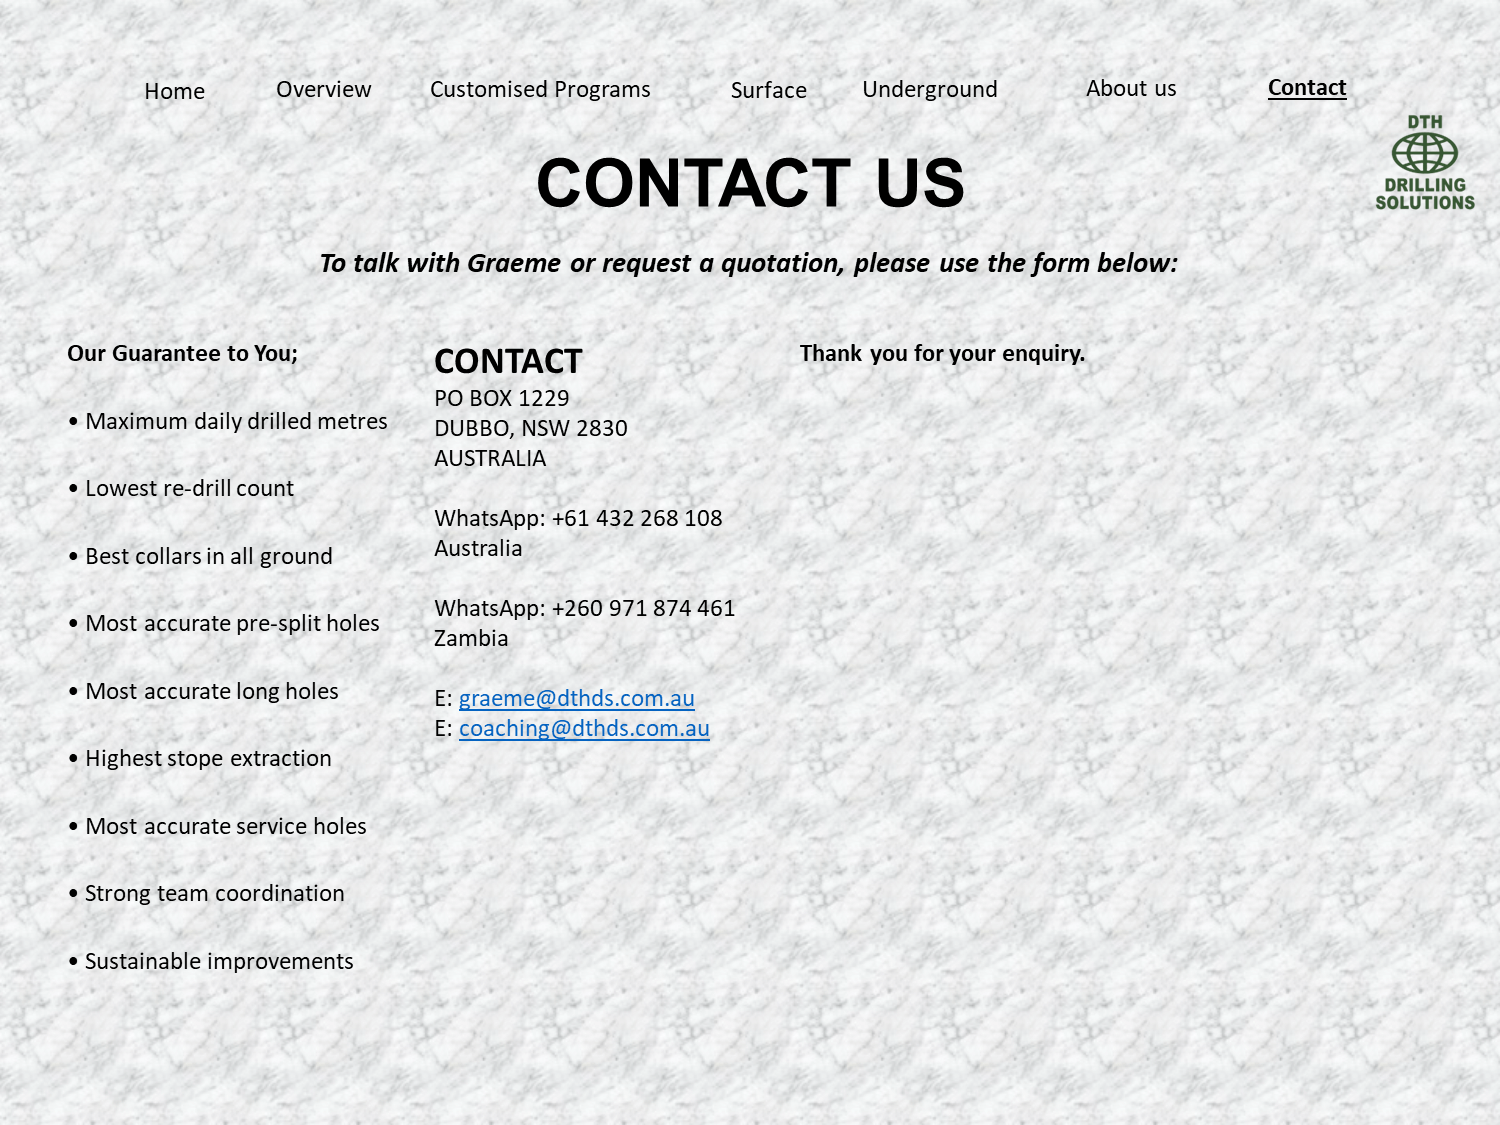 Home Overview Customised Programs Surface Underground About us Contact
DTH
DRILLING
SOLUTIONS
CONTACT US
To talk with Graeme or request a quotation, please use the form below:
Our Guarantee to You;
• Maximum daily drilled metres
• Lowest re-drill count
• Best collars in all ground
• Most accurate pre-split holes
• Most accurate long holes
• Highest stope extraction
• Most accurate service holes
• Strong team coordination
• Sustainable improvements
CONTACT
PO BOX 1229
DUBBO, NSW 2830
AUSTRALIA
WhatsApp: +61 432 268 108
Australia
WhatsApp: +260 971 874 461
Zambia
E: graeme@dthds.com.au
E: coaching@dthds.com.au
Thank you for your enquiry.